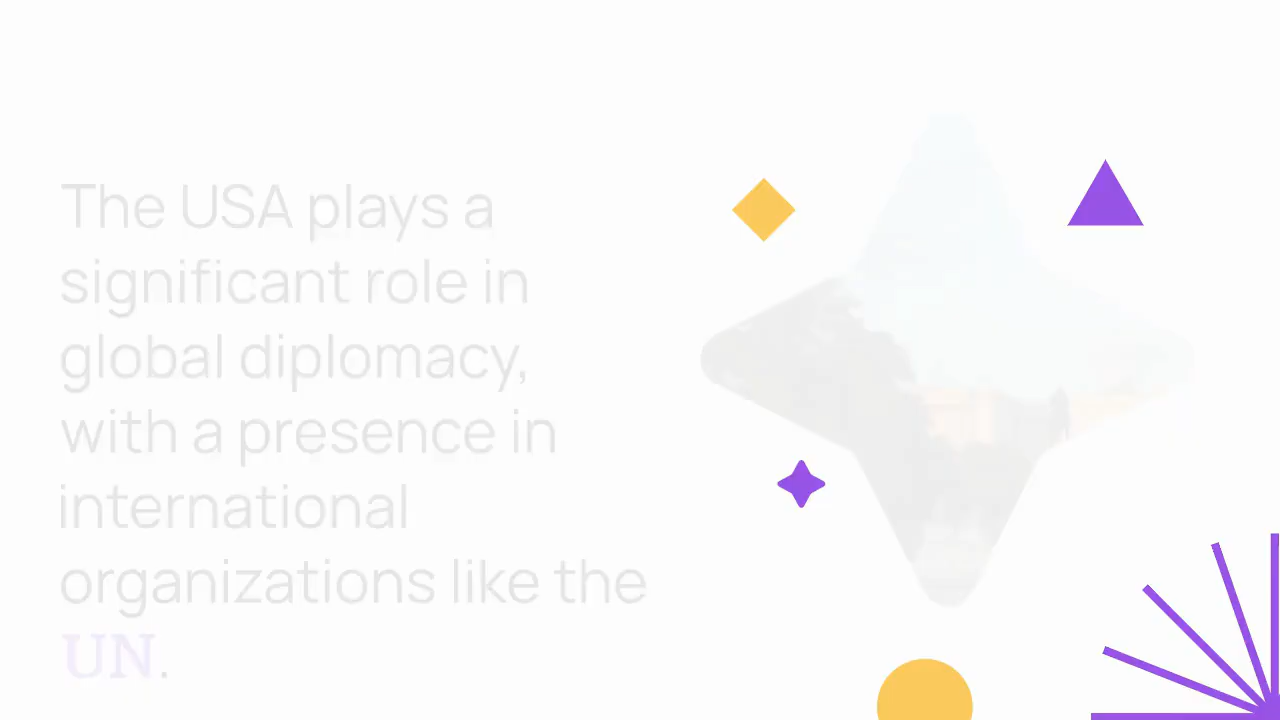 The USA plays a
significant role in
global diplomacy,
with a presence in
international
organizations like the
UN.